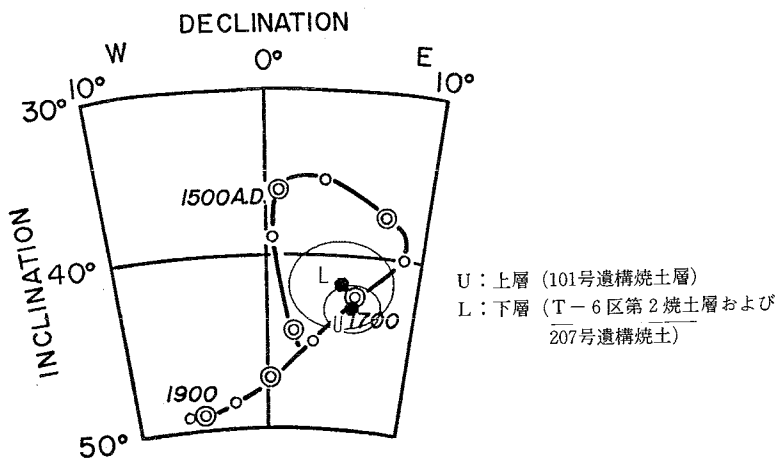 DECLINATION
W 0° E
10° 10°
30°
1500A.D.
INCLINATION
40°
L
U 1700
1900
50°
U：上層（101号遺構焼土層）
L：下層（T－6区第2焼土層および
207号遺構焼土）